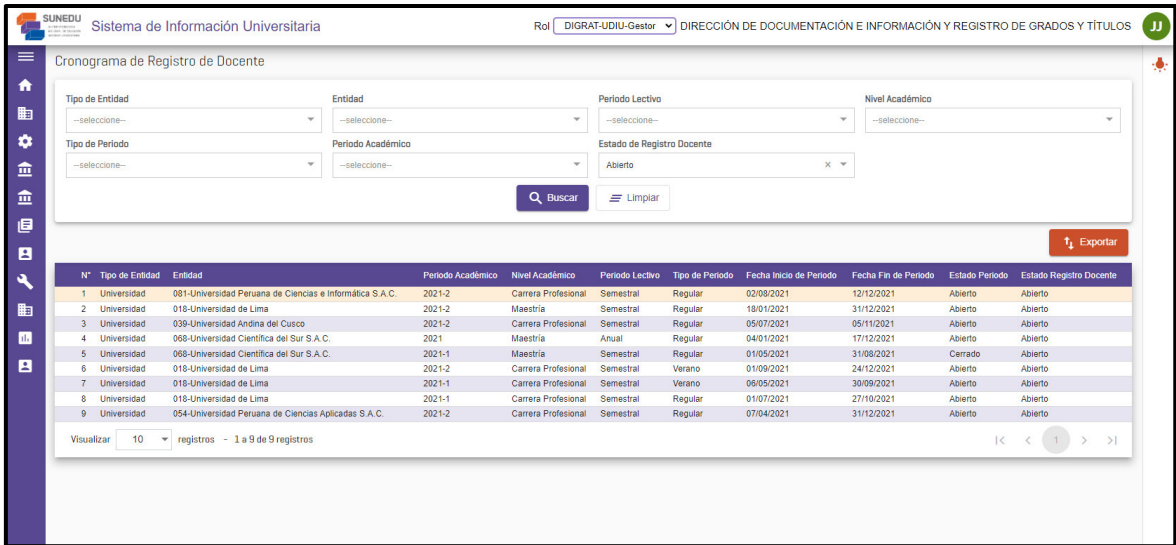 SUNEDU Sistema de Información Universitaria Rol DIGRAT-UDIU-Gestor DIRECCIÓN DE DOCUMENTACIÓN E INFORMACIÓN Y REGISTRO DE GRADOS Y TÍTULOS JJ
Cronograma de Registro de Docente
Tipo de Entidad Entidad Periodo Lectivo Nivel Académico
--seleccione-- --seleccione-- --seleccione-- --seleccione--
Tipo de Periodo Periodo Académico Estado de Registro Docente
--seleccione-- --seleccione-- Abierto
Buscar Limpiar
Exportar
N° Tipo de Entidad Entidad Periodo Académico Nivel Académico Periodo Lectivo Tipo de Periodo Fecha Inicio de Periodo Fecha Fin de Periodo Estado Periodo Estado Registro Docente
1 Universidad 081-Universidad Peruana de Ciencias e Informática S.A.C. 2021-2 Carrera Profesional Semestral Regular 02/08/2021 12/12/2021 Abierto Abierto
2 Universidad 018-Universidad de Lima 2021-2 Maestría Semestral Regular 18/01/2021 31/12/2021 Abierto Abierto
3 Universidad 039-Universidad Andina del Cusco 2021-2 Carrera Profesional Semestral Regular 05/07/2021 05/11/2021 Abierto Abierto
4 Universidad 068-Universidad Científica del Sur S.A.C. 2021 Maestría Anual Regular 04/01/2021 17/12/2021 Abierto Abierto
5 Universidad 068-Universidad Científica del Sur S.A.C. 2021-1 Maestría Semestral Regular 01/05/2021 31/08/2021 Cerrado Abierto
6 Universidad 018-Universidad de Lima 2021-2 Carrera Profesional Semestral Verano 01/09/2021 24/12/2021 Abierto Abierto
7 Universidad 018-Universidad de Lima 2021-1 Carrera Profesional Semestral Verano 06/05/2021 30/09/2021 Abierto Abierto
8 Universidad 018-Universidad de Lima 2021-1 Carrera Profesional Semestral Regular 01/07/2021 27/10/2021 Abierto Abierto
9 Universidad 054-Universidad Peruana de Ciencias Aplicadas S.A.C. 2021-2 Carrera Profesional Semestral Regular 07/04/2021 31/12/2021 Abierto Abierto
Visualizar 10 registros - 1 a 9 de 9 registros 1